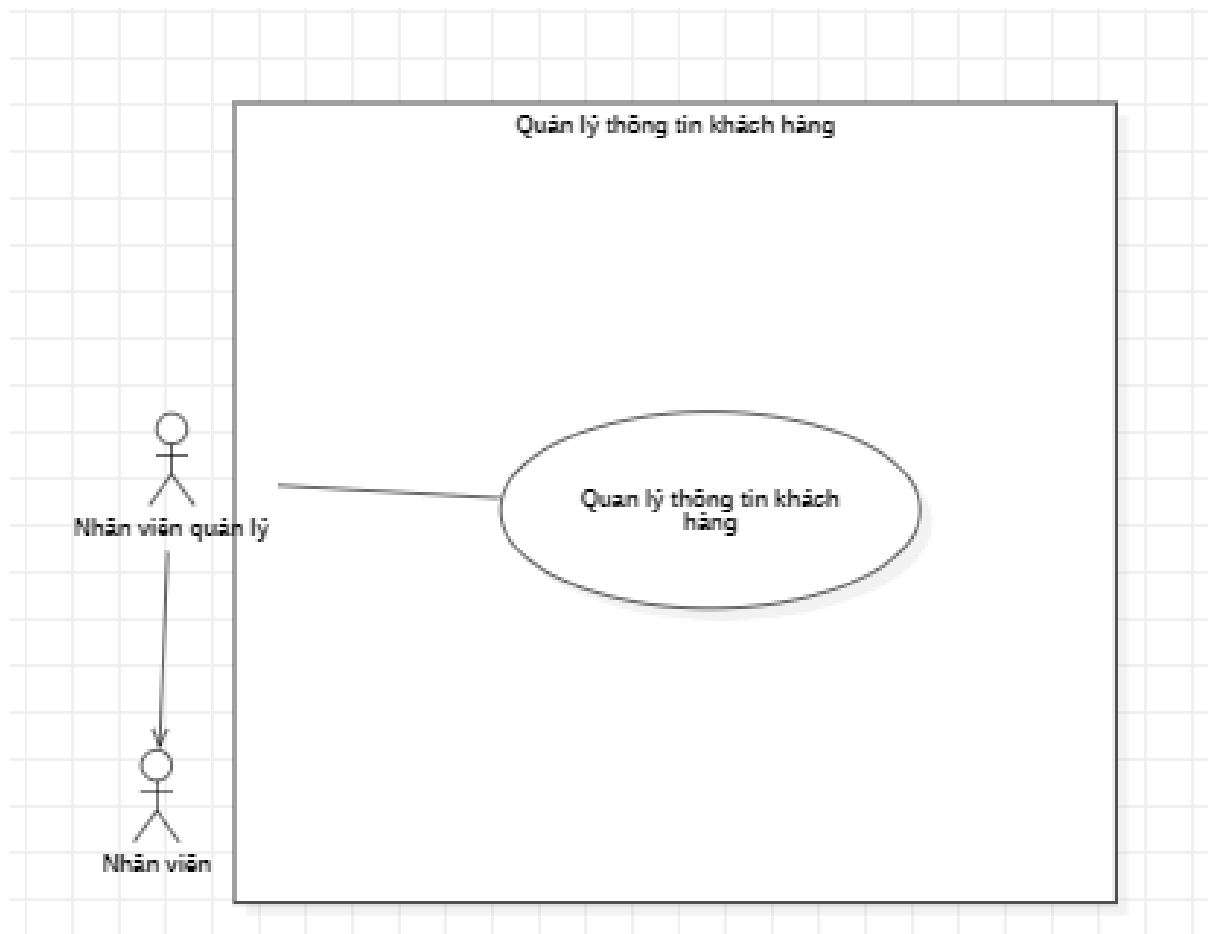 Quản lý thông tin khách hàng
Quan lý thông tin khách
hàng
Nhân viên quản lý
Nhân viên